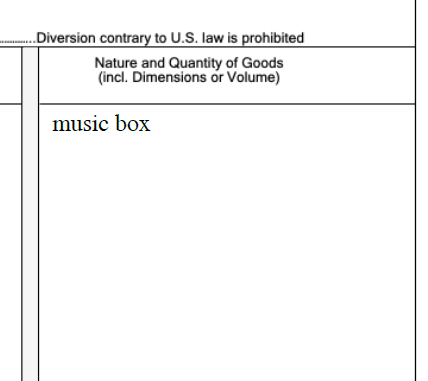 ..............Diversion contrary to U.S. law is prohibited
Nature and Quantity of Goods
(incl. Dimensions or Volume)
music box